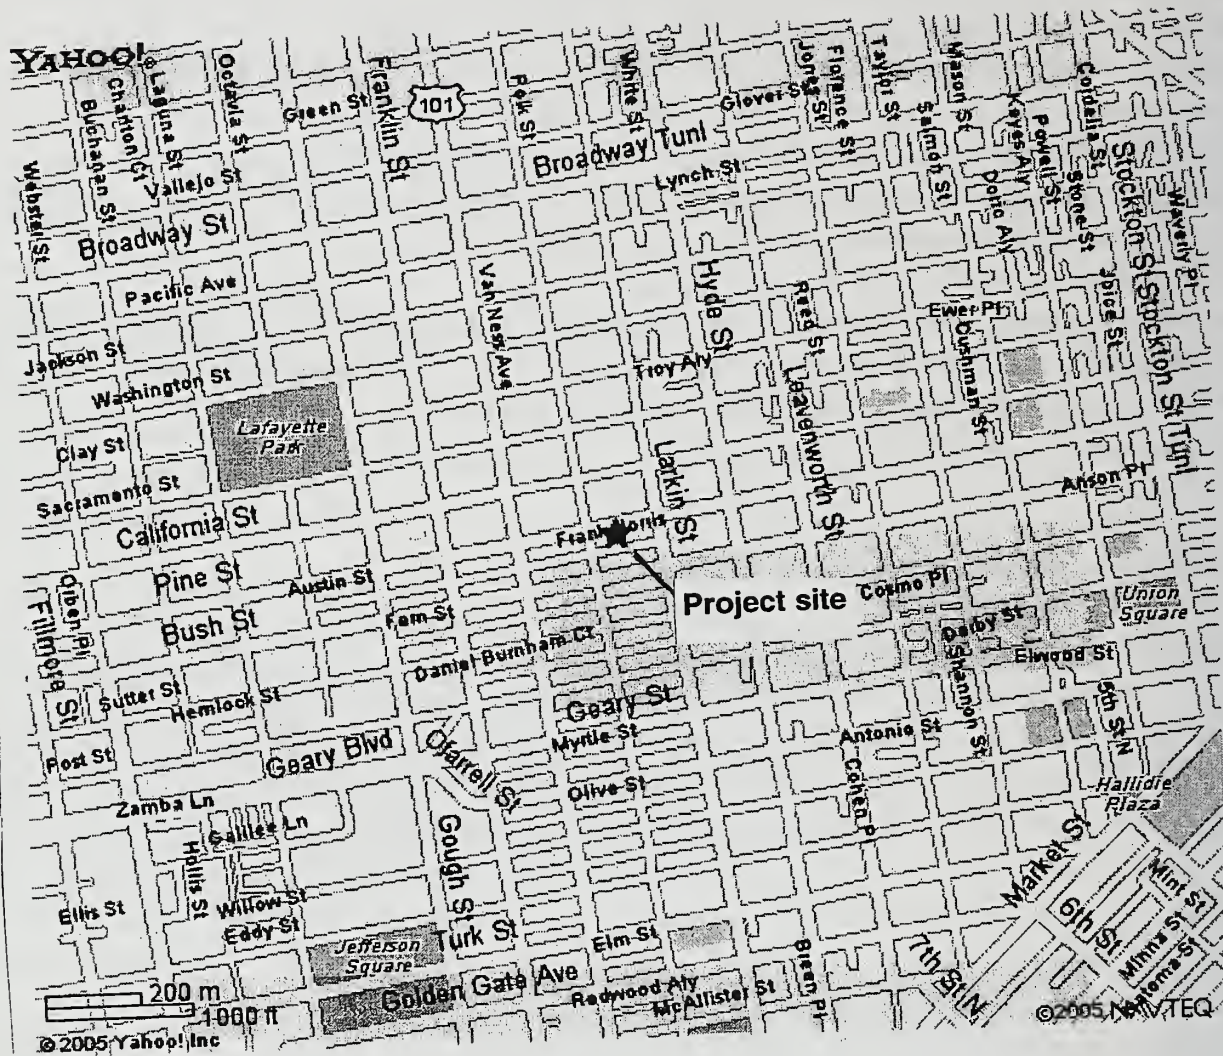 YAHOO!®
Webster St
Buchanan St
Charlton Ct
Laguna St
Octavia St
Green St
Franklin St
101
Polk St
White St
Glover St
Jones St
Florence St
Taylor St
Salmon St
Mason St
Keyes Aly
Powell St
Cordelia St
Stone St
Stockton St
Waverly Pl
Vallejo St
Broadway St
Broadway Tunl
Lynch St
Pacific Ave
Van Ness Ave
Hyde St
Reed St
Ewer Pl
Dushman St
Joice St
Stockton St Tunl
Jackson St
Washington St
Troy Aly
Leavenworth St
Lafayette
Park
Clay St
Sacramento St
California St
Larkin St
Anson Pl
Frank Norris
Pine St
Austin St
Project site
Cosmo Pl
Union
Square
Orben Pl
Fillmore St
Bush St
Fern St
Daniel Burnham Ct
Derby St
Elwood St
Shannon St
Sutter St
Hemlock St
Geary St
5th St N
Post St
Geary Blvd
Ofarrell St
Myrtle St
Antonio St
Cohen Pl
Olive St
Hallidie
Plaza
Zamba Ln
Galilee Ln
Hollis St
Gough St
Market St
Mint St
Ellis St
Willow St
Eddy St
Turk St
Elm St
6th St
Minna St
Natoma St
Jefferson
Square
7th St N
Breen Pl
Golden Gate Ave
Redwood Aly
McAllister St
200 m
1000 ft
©2005 Yahoo! Inc
©2005 NAVTEQ